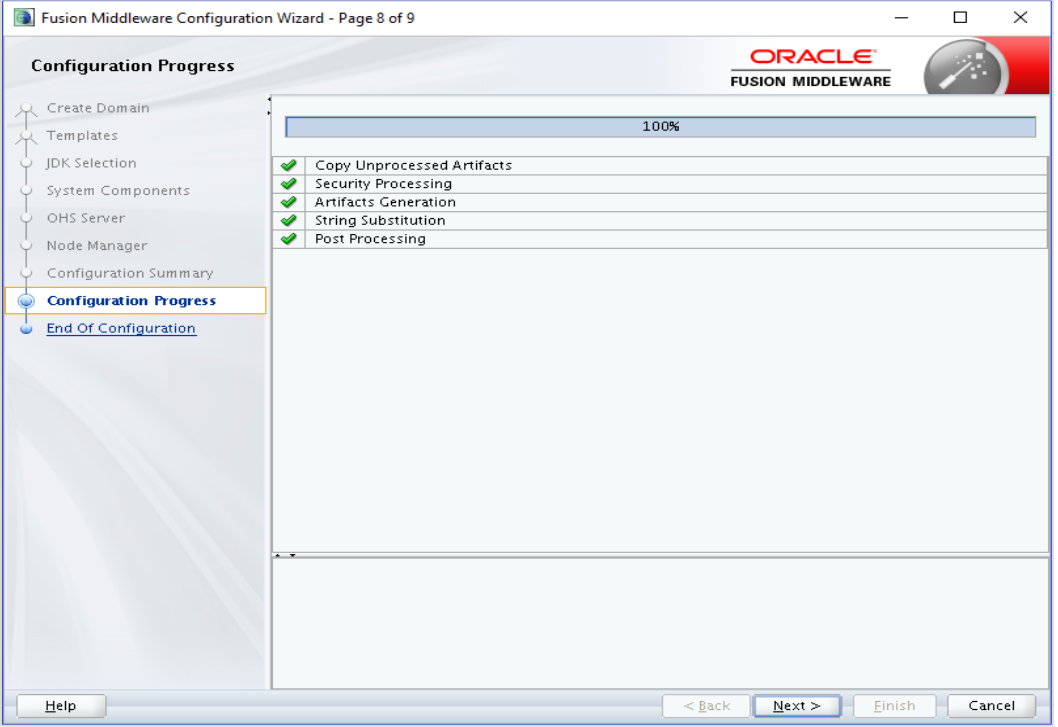 Fusion Middleware Configuration Wizard - Page 8 of 9
Configuration Progress
ORACLE
FUSION MIDDLEWARE
Create Domain
Templates
JDK Selection
System Components
OHS Server
Node Manager
Configuration Summary
Configuration Progress
End Of Configuration
100%
Copy Unprocessed Artifacts
Security Processing
Artifacts Generation
String Substitution
Post Processing
Help
< Back
Next >
Finish
Cancel